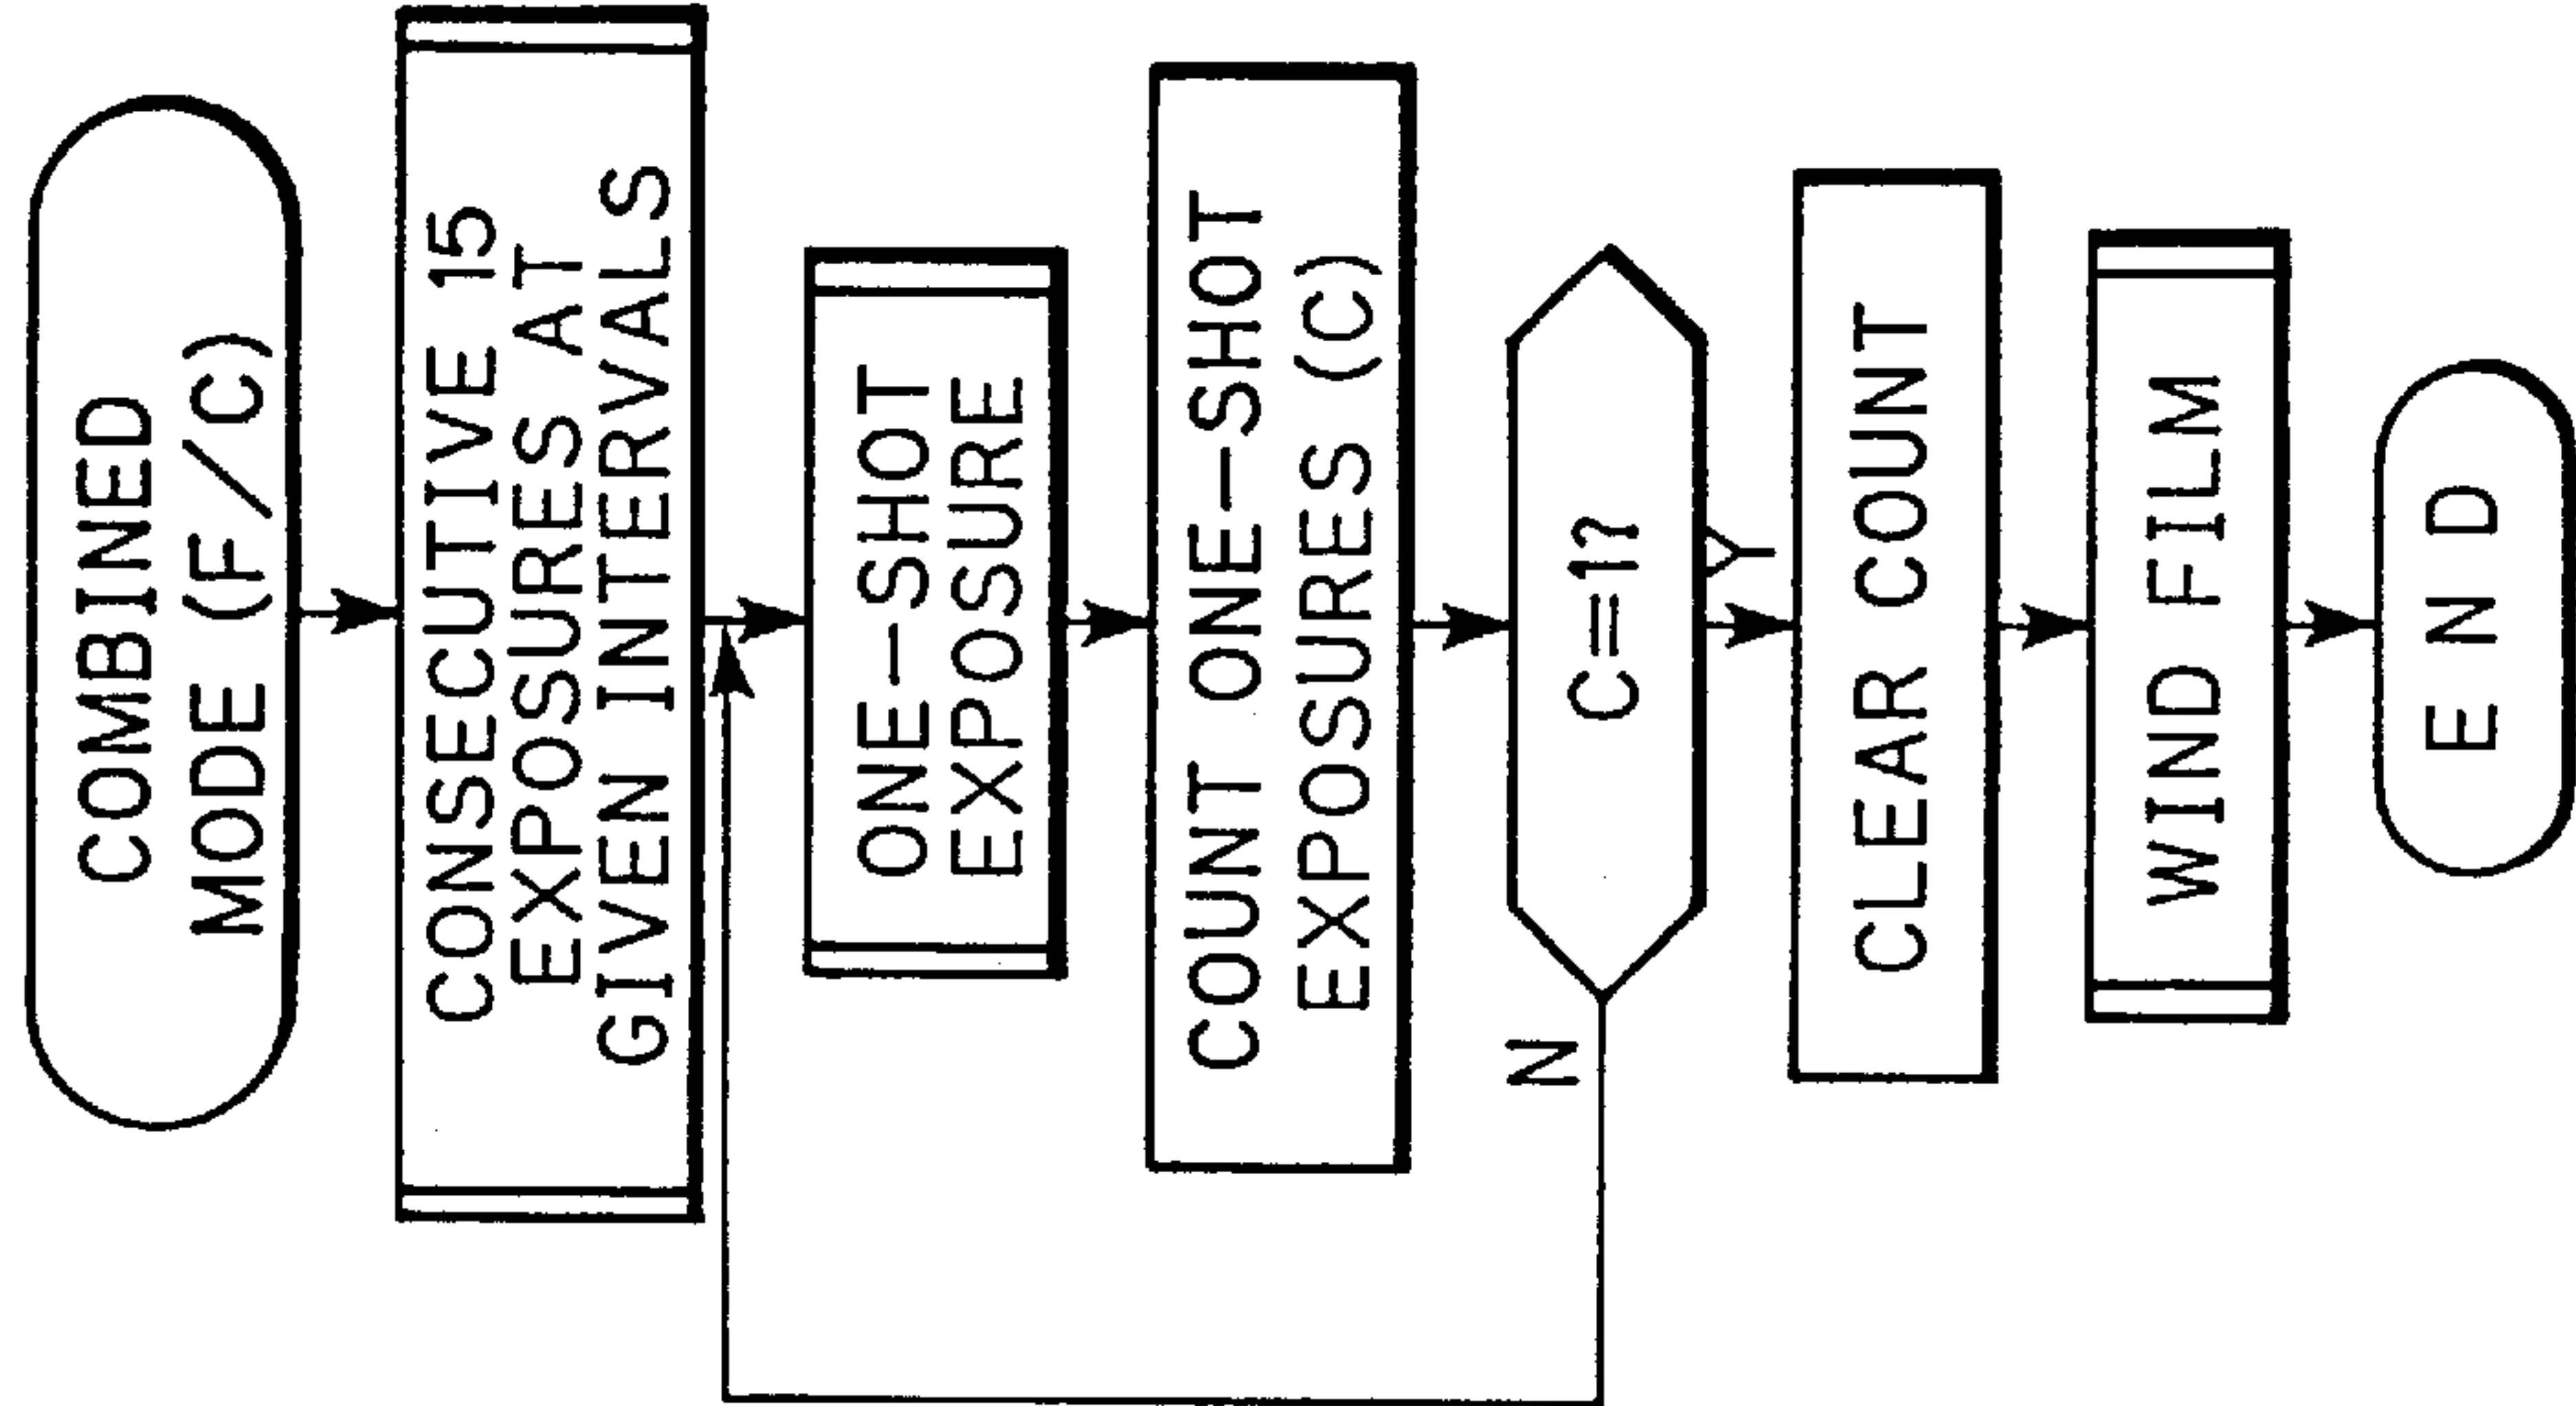 COMBINED
MODE (F/C)
CONSECUTIVE 15
EXPOSURES AT
GIVEN INTERVALS
ONE-SHOT
EXPOSURE
COUNT ONE-SHOT
EXPOSURES (C)
C=1?
N
Y
CLEAR COUNT
WIND FILM
END